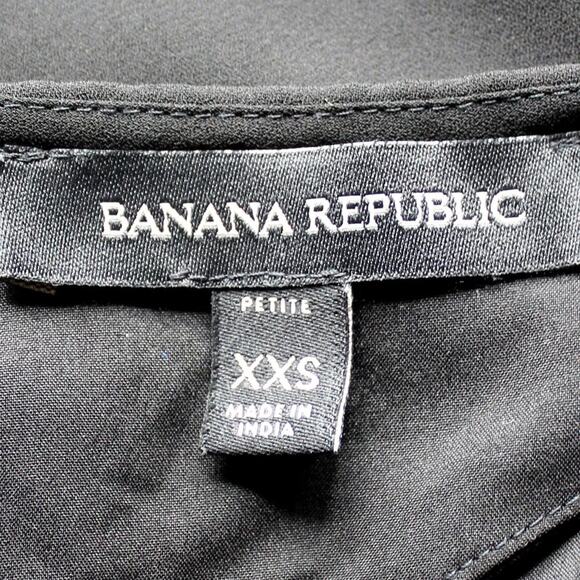 BANANA REPUBLIC
PETITE
XXS
MADE IN
INDIA